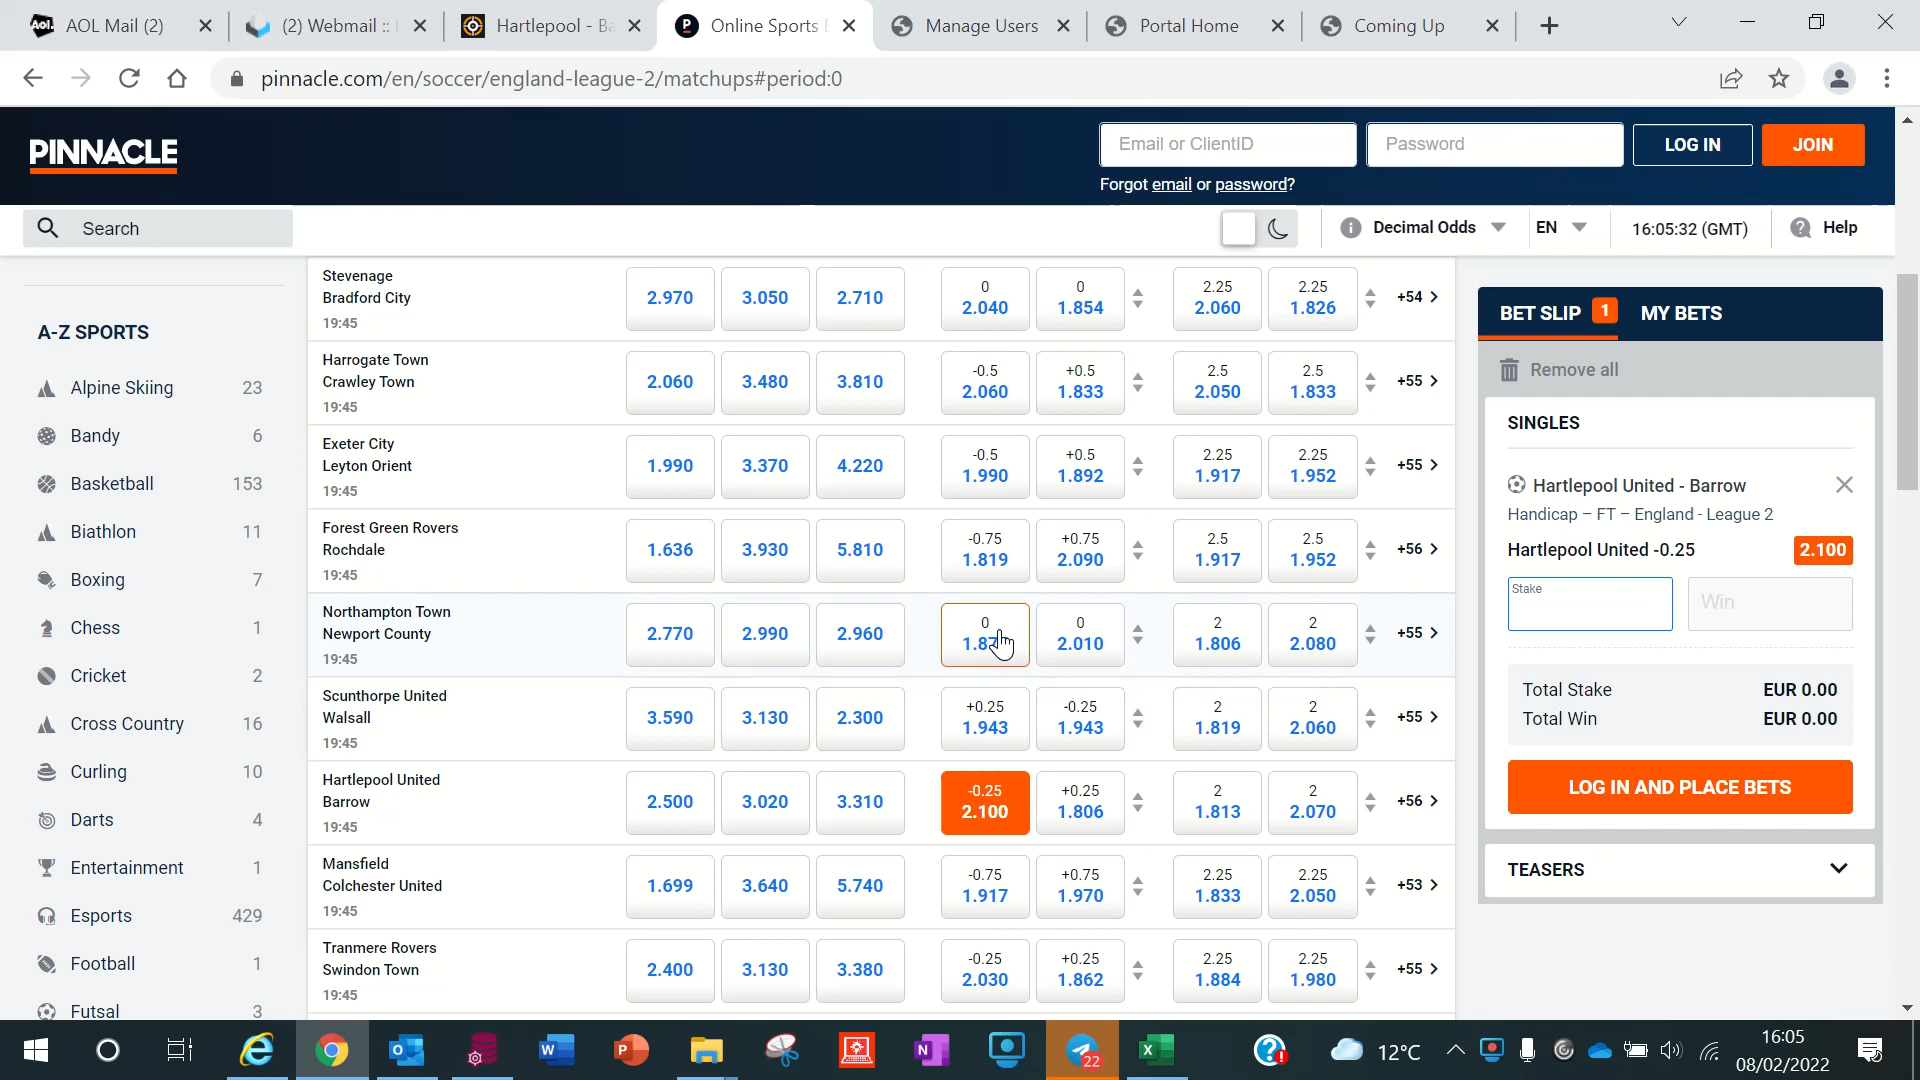 AOL Mail (2)
(2) Webmail ::
Hartlepool - Ba
Online Sports
Manage Users
Portal Home
Coming Up
pinnacle.com/en/soccer/england-league-2/matchups#period:0
PINNACLE
Email or ClientID
Password
LOG IN
JOIN
Forgot email or password?
Search
Decimal Odds
EN
16:05:32 (GMT)
Help
A-Z SPORTS
Alpine Skiing 23
Bandy 6
Basketball 153
Biathlon 11
Boxing 7
Chess 1
Cricket 2
Cross Country 16
Curling 10
Darts 4
Entertainment 1
Esports 429
Football 1
Futsal 3
Stevenage
0 0 2.25 2.25
Bradford City 2.970 3.050 2.710 2.040 1.854 2.060 1.826 +54
19:45
Harrogate Town
-0.5 +0.5 2.5 2.5
Crawley Town 2.060 3.480 3.810 2.060 1.833 2.050 1.833 +55
19:45
Exeter City
-0.5 +0.5 2.25 2.25
Leyton Orient 1.990 3.370 4.220 1.990 1.892 1.917 1.952 +55
19:45
Forest Green Rovers
-0.75 +0.75 2.5 2.5
Rochdale 1.636 3.930 5.810 1.819 2.090 1.917 1.952 +56
19:45
Northampton Town
0 0 2 2
Newport County 2.770 2.990 2.960 2.010 1.806 2.080 +55
19:45
Scunthorpe United
+0.25 -0.25 2 2
Walsall 3.590 3.130 2.300 1.943 1.943 1.819 2.060 +55
19:45
Hartlepool United
-0.25 +0.25 2 2
Barrow 2.500 3.020 3.310 2.100 1.806 1.813 2.070 +56
19:45
Mansfield
-0.75 +0.75 2.25 2.25
Colchester United 1.699 3.640 5.740 1.917 1.970 1.833 2.050 +53
19:45
Tranmere Rovers
-0.25 +0.25 2.25 2.25
Swindon Town 2.400 3.130 3.380 2.030 1.862 1.884 1.980 +55
19:45
BET SLIP 1 MY BETS
Remove all
SINGLES
Hartlepool United - Barrow
Handicap – FT – England - League 2
Hartlepool United -0.25 2.100
Stake
Win
Total Stake EUR 0.00
Total Win EUR 0.00
LOG IN AND PLACE BETS
TEASERS
22
12°C
16:05
08/02/2022